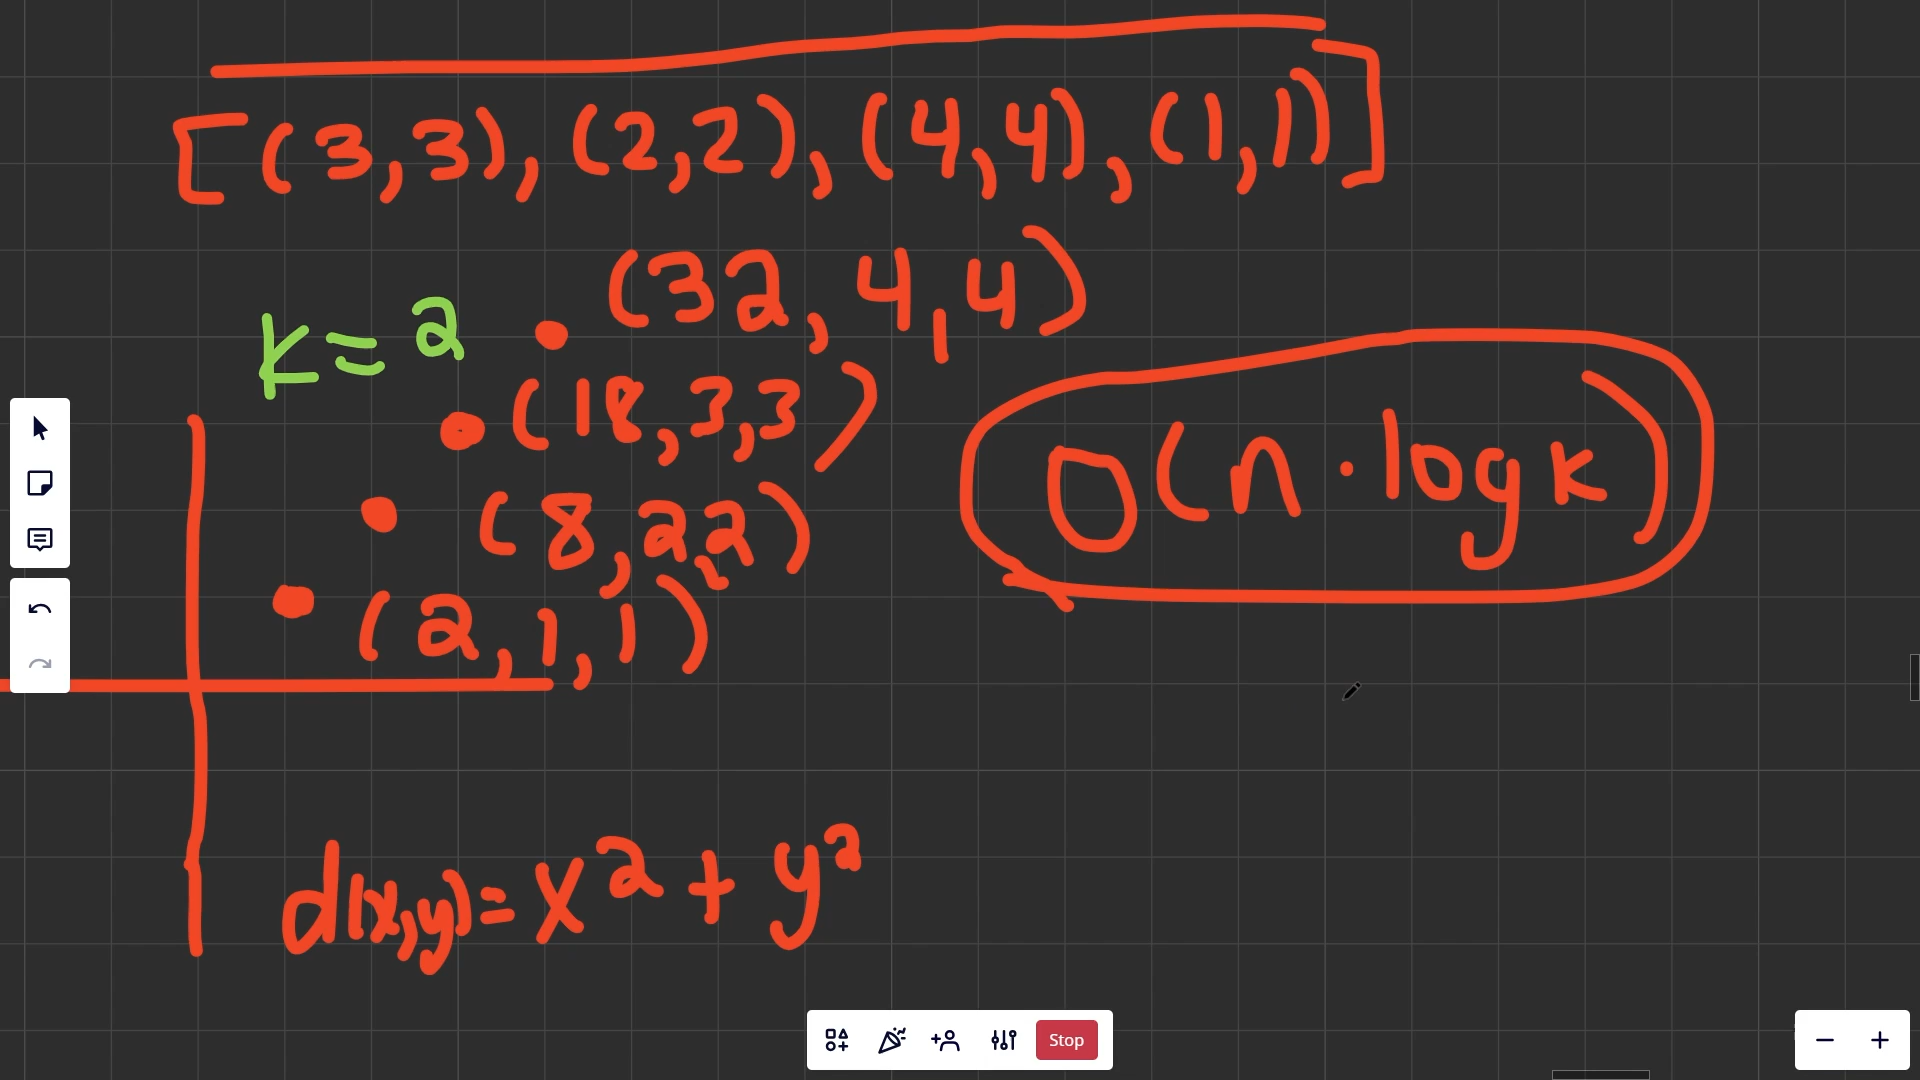 [(3,3), (2,2), (4,4), (1,1)]
(32, 4,4)
k=2
(18,3,3)
O(n·logk)
(8,2,2)
(2,1,1)
d(x,y)=x²+y²
Stop